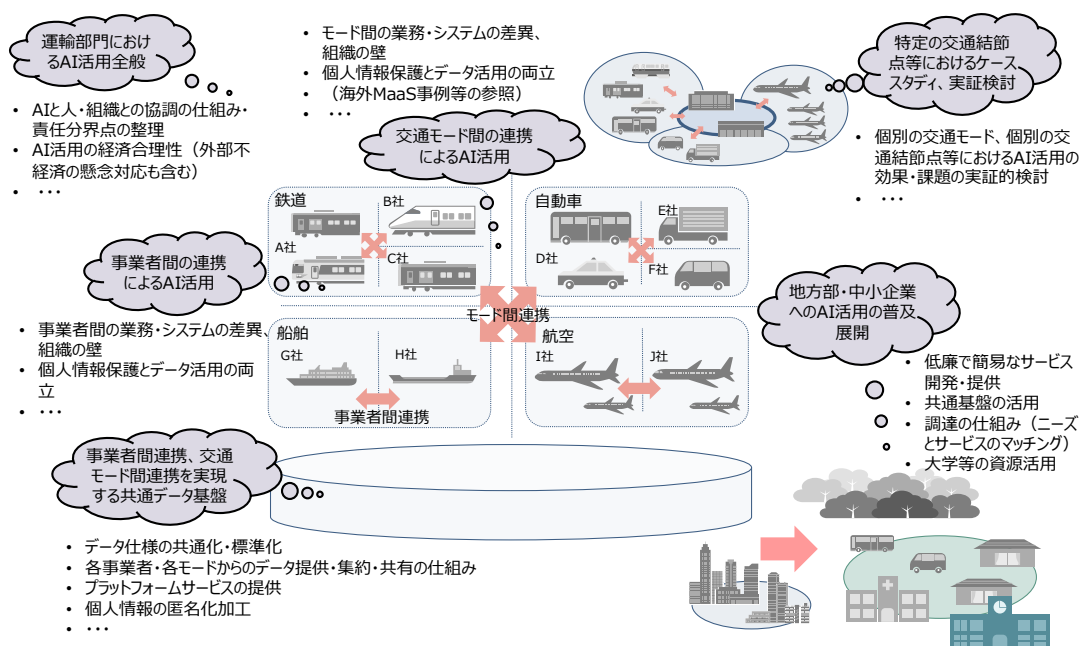 運輸部門におけ
るAI活用全般
• AIと人・組織との協調の仕組み・
責任分界点の整理
• AI活用の経済合理性（外部不
経済の懸念対応も含む）
• ･･･
• モード間の業務・システムの差異、
組織の壁
• 個人情報保護とデータ活用の両立
• （海外MaaS事例等の参照）
• ･･･
交通モード間の連携
によるAI活用
特定の交通結節
点等におけるケース
スタディ、実証検討
• 個別の交通モード、個別の交
通結節点等におけるAI活用の
効果・課題の実証的検討
• ･･･
鉄道
B社
A社
C社
自動車
E社
D社
F社
事業者間の連携
によるAI活用
• 事業者間の業務・システムの差異、
組織の壁
• 個人情報保護とデータ活用の両
立
• ･･･
モード間連携
船舶
G社
H社
事業者間連携
航空
I社
J社
地方部・中小企業
へのAI活用の普及
展開
• 低廉で簡易なサービス
開発・提供
• 共通基盤の活用
• 調達の仕組み（ニーズ
とサービスのマッチング）
• 大学等の資源活用
事業者間連携、交通
モード間連携を実現
する共通データ基盤
• データ仕様の共通化・標準化
• 各事業者・各モードからのデータ提供・集約・共有の仕組み
• プラットフォームサービスの提供
• 個人情報の匿名化加工
• ･･･